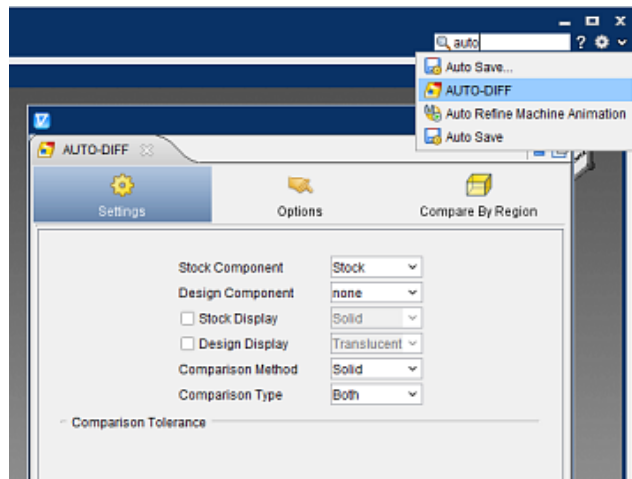 auto
?
Auto Save...
AUTO-DIFF
Auto Refine Machine Animation
Auto Save
AUTO-DIFF
Settings Options Compare By Region
Stock Component Stock
Design Component none
Stock Display Solid
Design Display Translucent
Comparison Method Solid
Comparison Type Both
Comparison Tolerance